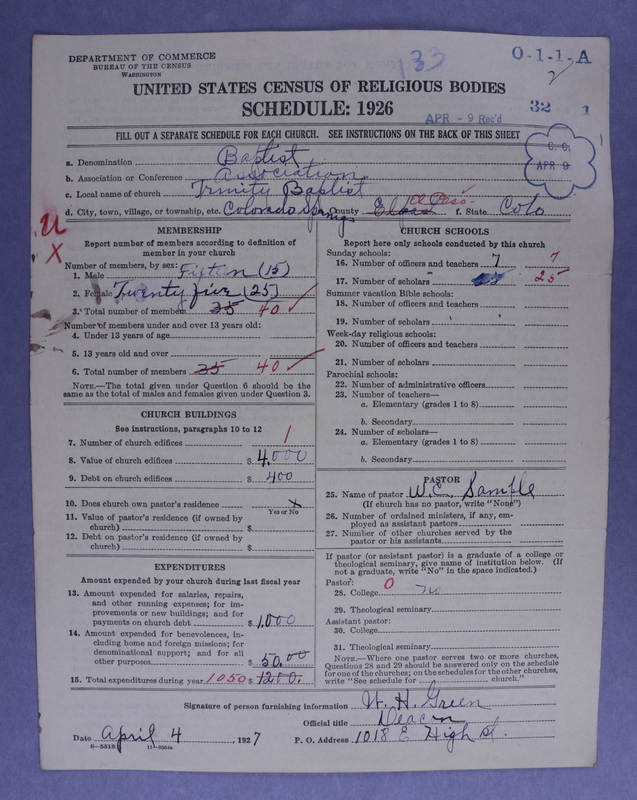 DEPARTMENT OF COMMERCE
BUREAU OF THE CENSUS
WASHINGTON
133
O-1-1-A
2
UNITED STATES CENSUS OF RELIGIOUS BODIES
SCHEDULE: 1926
32
APR - 9 Rec'd
FILL OUT A SEPARATE SCHEDULE FOR EACH CHURCH. SEE INSTRUCTIONS ON THE BACK OF THIS SHEET
C. C.
APR 9
a. Denomination Baptist
b. Association or Conference Association
c. Local name of church Trinity Baptist
d. City, town, village, or township, etc. Colorado Springs County El Paso f. State Colo
MEMBERSHIP
Report number of members according to definition of
member in your church
Number of members, by sex:
1. Male Fifteen (15)
2. Female Twenty five (25)
3. Total number of members 35 40
Number of members under and over 13 years old:
4. Under 13 years of age
5. 13 years old and over
6. Total number of members 35 40
NOTE.—The total given under Question 6 should be the
same as the total of males and females given under Question 3.
CHURCH BUILDINGS
See instructions, paragraphs 10 to 12
7. Number of church edifices 1
8. Value of church edifices $ 4,000
9. Debt on church edifices $ 400
10. Does church own pastor's residence x
Yes or No
11. Value of pastor's residence (if owned by
church) $
12. Debt on pastor's residence (if owned by
church) $
EXPENDITURES
Amount expended by your church during last fiscal year
13. Amount expended for salaries, repairs,
and other running expenses; for im-
provements or new buildings; and for
payments on church debt $ 1,000
14. Amount expended for benevolences, in-
cluding home and foreign missions; for
denominational support; and for all
other purposes $ 50.00
15. Total expenditures during year 1050 $ 1200.
CHURCH SCHOOLS
Report here only schools conducted by this church
Sunday schools:
16. Number of officers and teachers 7 7
17. Number of scholars 25
Summer vacation Bible schools:
18. Number of officers and teachers
19. Number of scholars
Week-day religious schools:
20. Number of officers and teachers
21. Number of scholars
Parochial schools:
22. Number of administrative officers
23. Number of teachers—
a. Elementary (grades 1 to 8)
b. Secondary
24. Number of scholars—
a. Elementary (grades 1 to 8)
b. Secondary
PASTOR
25. Name of pastor W. C. Sample
(If church has no pastor, write "None")
26. Number of ordained ministers, if any, em-
ployed as assistant pastors
27. Number of other churches served by the
pastor or his assistants
If pastor (or assistant pastor) is a graduate of a college or
theological seminary, give name of institution below. (If
not a graduate, write "No" in the space indicated.)
Pastor: 0
28. College no
29. Theological seminary
Assistant pastor:
30. College
31. Theological seminary
NOTE.—Where one pastor serves two or more churches,
Questions 28 and 29 should be answered only on the schedule
for one of the churches; on the schedules for the other churches,
write "See schedule for church."
Signature of person furnishing information W. H. Green
Official title Deacon
Date April 4, 1927 P. O. Address 1018 E High st.
8-5518